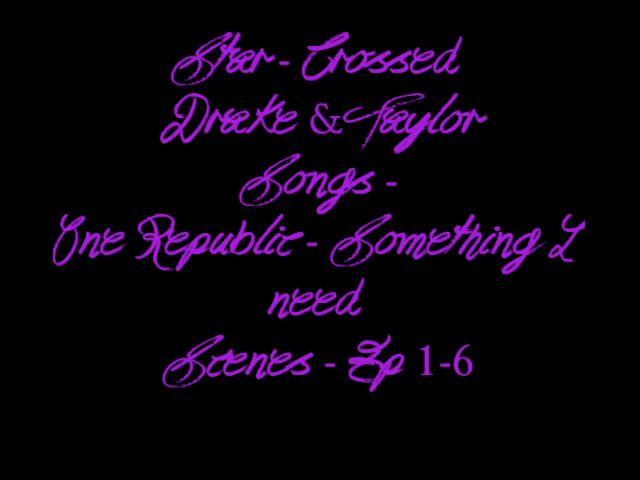 Star- Crossed
Drake & Taylor
Songs -
One Republic - Something I
need
Scenes - Ep 1-6